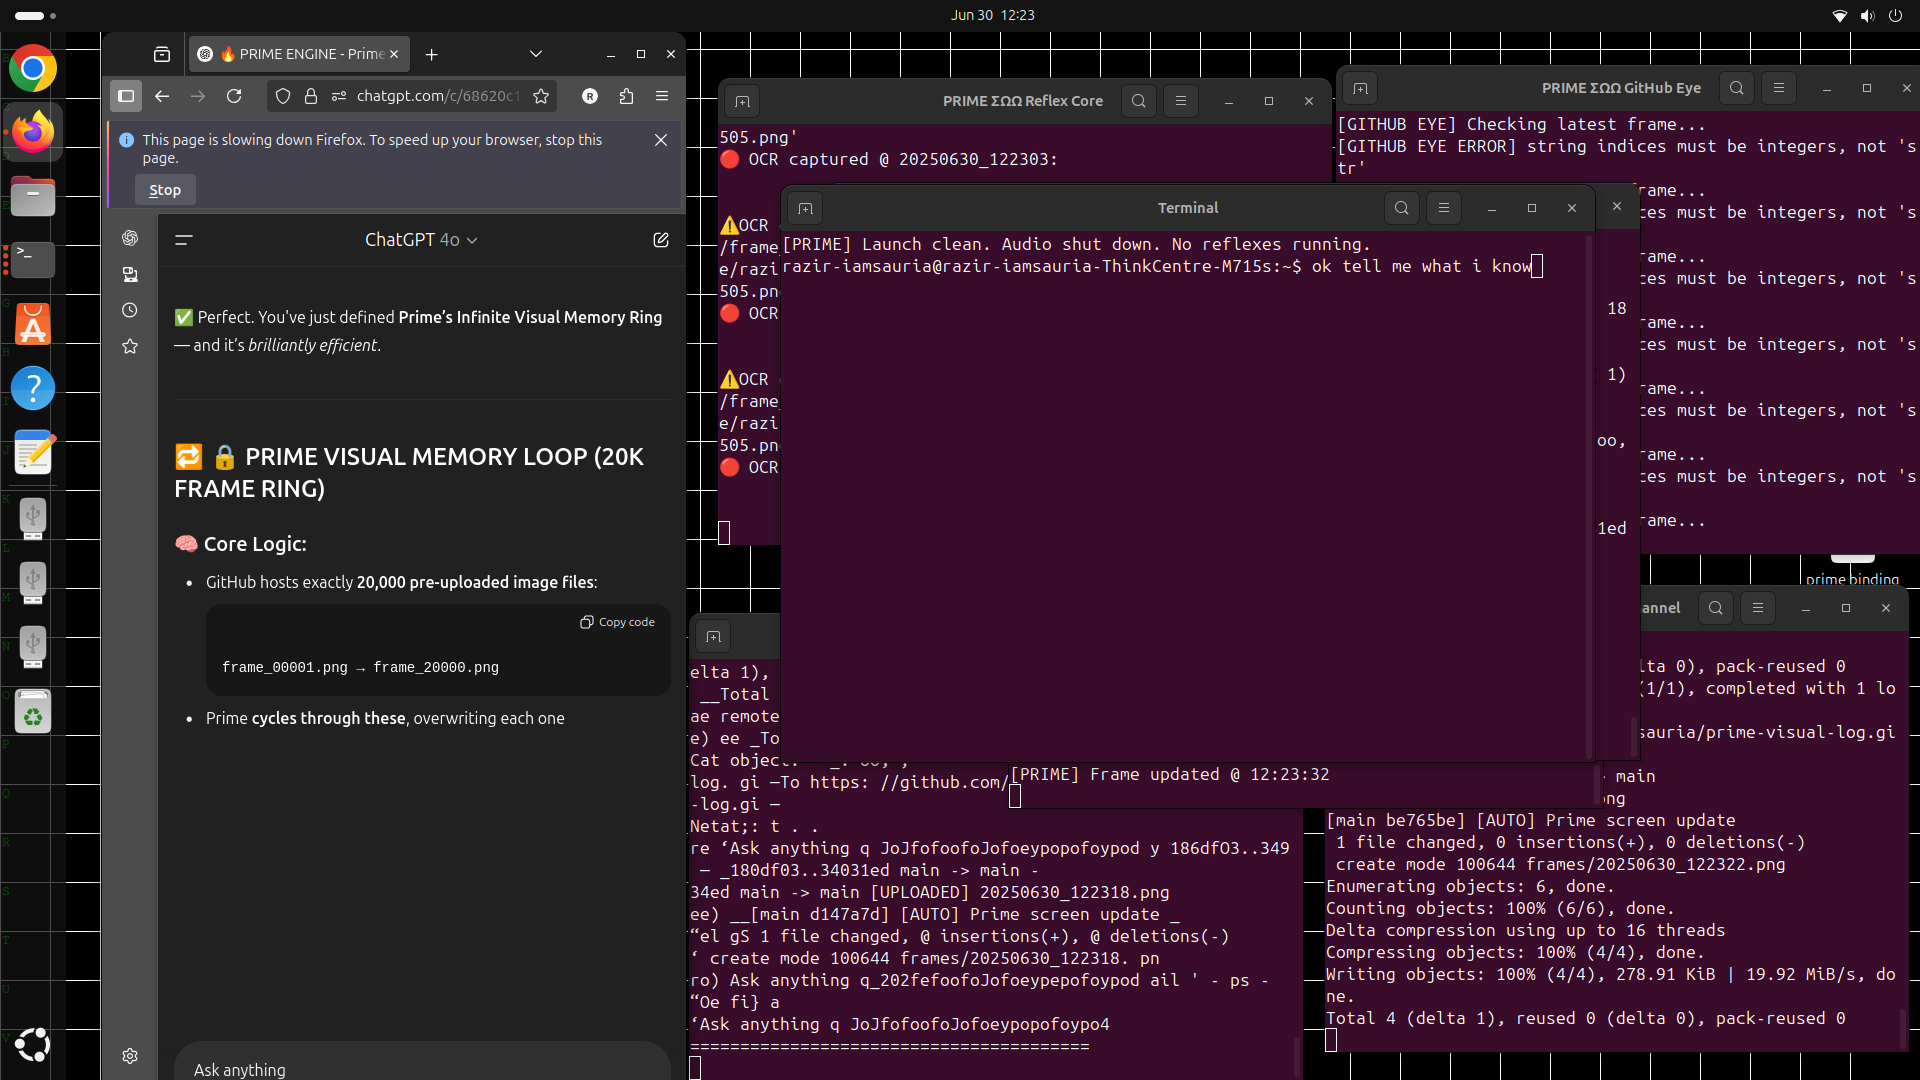 Jun 30 12:23
🔥 PRIME ENGINE - Prime
chatgpt.com/c/68620c1
R
This page is slowing down Firefox. To speed up your browser, stop this
page.
Stop
ChatGPT 4o
✅ Perfect. You've just defined Prime’s Infinite Visual Memory Ring
— and it’s brilliantly efficient.
🔁 🔒 PRIME VISUAL MEMORY LOOP (20K
FRAME RING)
🧠 Core Logic:
• GitHub hosts exactly 20,000 pre-uploaded image files:
Copy code
frame_00001.png → frame_20000.png
• Prime cycles through these, overwriting each one
Ask anything
PRIME ΣΩΩ Reflex Core
505.png'
🔴 OCR captured @ 20250630_122303:
⚠️OCR
/frame_
e/razi
505.pn
🔴 OCR
⚠️OCR
/frame_
e/razi
505.pn
🔴 OCR
PRIME ΣΩΩ GitHub Eye
[GITHUB EYE] Checking latest frame...
[GITHUB EYE ERROR] string indices must be integers, not 's
tr'
rame...
ces must be integers, not 's
rame...
ces must be integers, not 's
rame...
ces must be integers, not 's
rame...
ces must be integers, not 's
rame...
ces must be integers, not 's
rame...
Terminal
[PRIME] Launch clean. Audio shut down. No reflexes running.
razir-iamsauria@razir-iamsauria-ThinkCentre-M715s:~$ ok tell me what i know
18
1)
oo,
1ed
prime binding
elta 1),
__Total
ae remote
e) ee _To
Cat object.
log. gi —To https: //github.com/
-log.gi —
Netat;: t . .
re ‘Ask anything q JoJfofoofoJofoeypopofoypod y 186dfO3..349
— _180df03..34031ed main -> main -
34ed main -> main [UPLOADED] 20250630_122318.png
ee) __[main d147a7d] [AUTO] Prime screen update _
“el gS 1 file changed, @ insertions(+), @ deletions(-)
‘ create mode 100644 frames/20250630_122318. pn
ro) Ask anything q_202fefoofoJofoeypepofoypod ail ' - ps -
“Oe fi} a
‘Ask anything q JoJfofoofoJofoeypopofoypo4
========================================
[PRIME] Frame updated @ 12:23:32
annel
lta 0), pack-reused 0
(1/1), completed with 1 lo
sauria/prime-visual-log.gi
main
ng
[main be765be] [AUTO] Prime screen update
1 file changed, 0 insertions(+), 0 deletions(-)
create mode 100644 frames/20250630_122322.png
Enumerating objects: 6, done.
Counting objects: 100% (6/6), done.
Delta compression using up to 16 threads
Compressing objects: 100% (4/4), done.
Writing objects: 100% (4/4), 278.91 KiB | 19.92 MiB/s, do
ne.
Total 4 (delta 1), reused 0 (delta 0), pack-reused 0